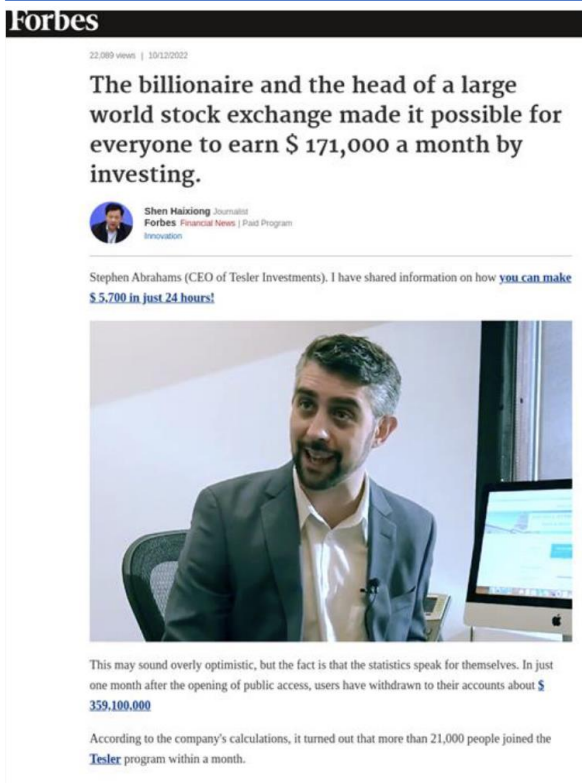 Forbes
22,089 views | 10/12/2022
The billionaire and the head of a large
world stock exchange made it possible for
everyone to earn $ 171,000 a month by
investing.
Shen Haixiong Journalist
Forbes Financial News | Paid Program
Innovation
Stephen Abrahams (CEO of Tesler Investments). I have shared information on how you can make
$ 5,700 in just 24 hours!
This may sound overly optimistic, but the fact is that the statistics speak for themselves. In just
one month after the opening of public access, users have withdrawn to their accounts about $
359,100,000
According to the company's calculations, it turned out that more than 21,000 people joined the
Tesler program within a month.